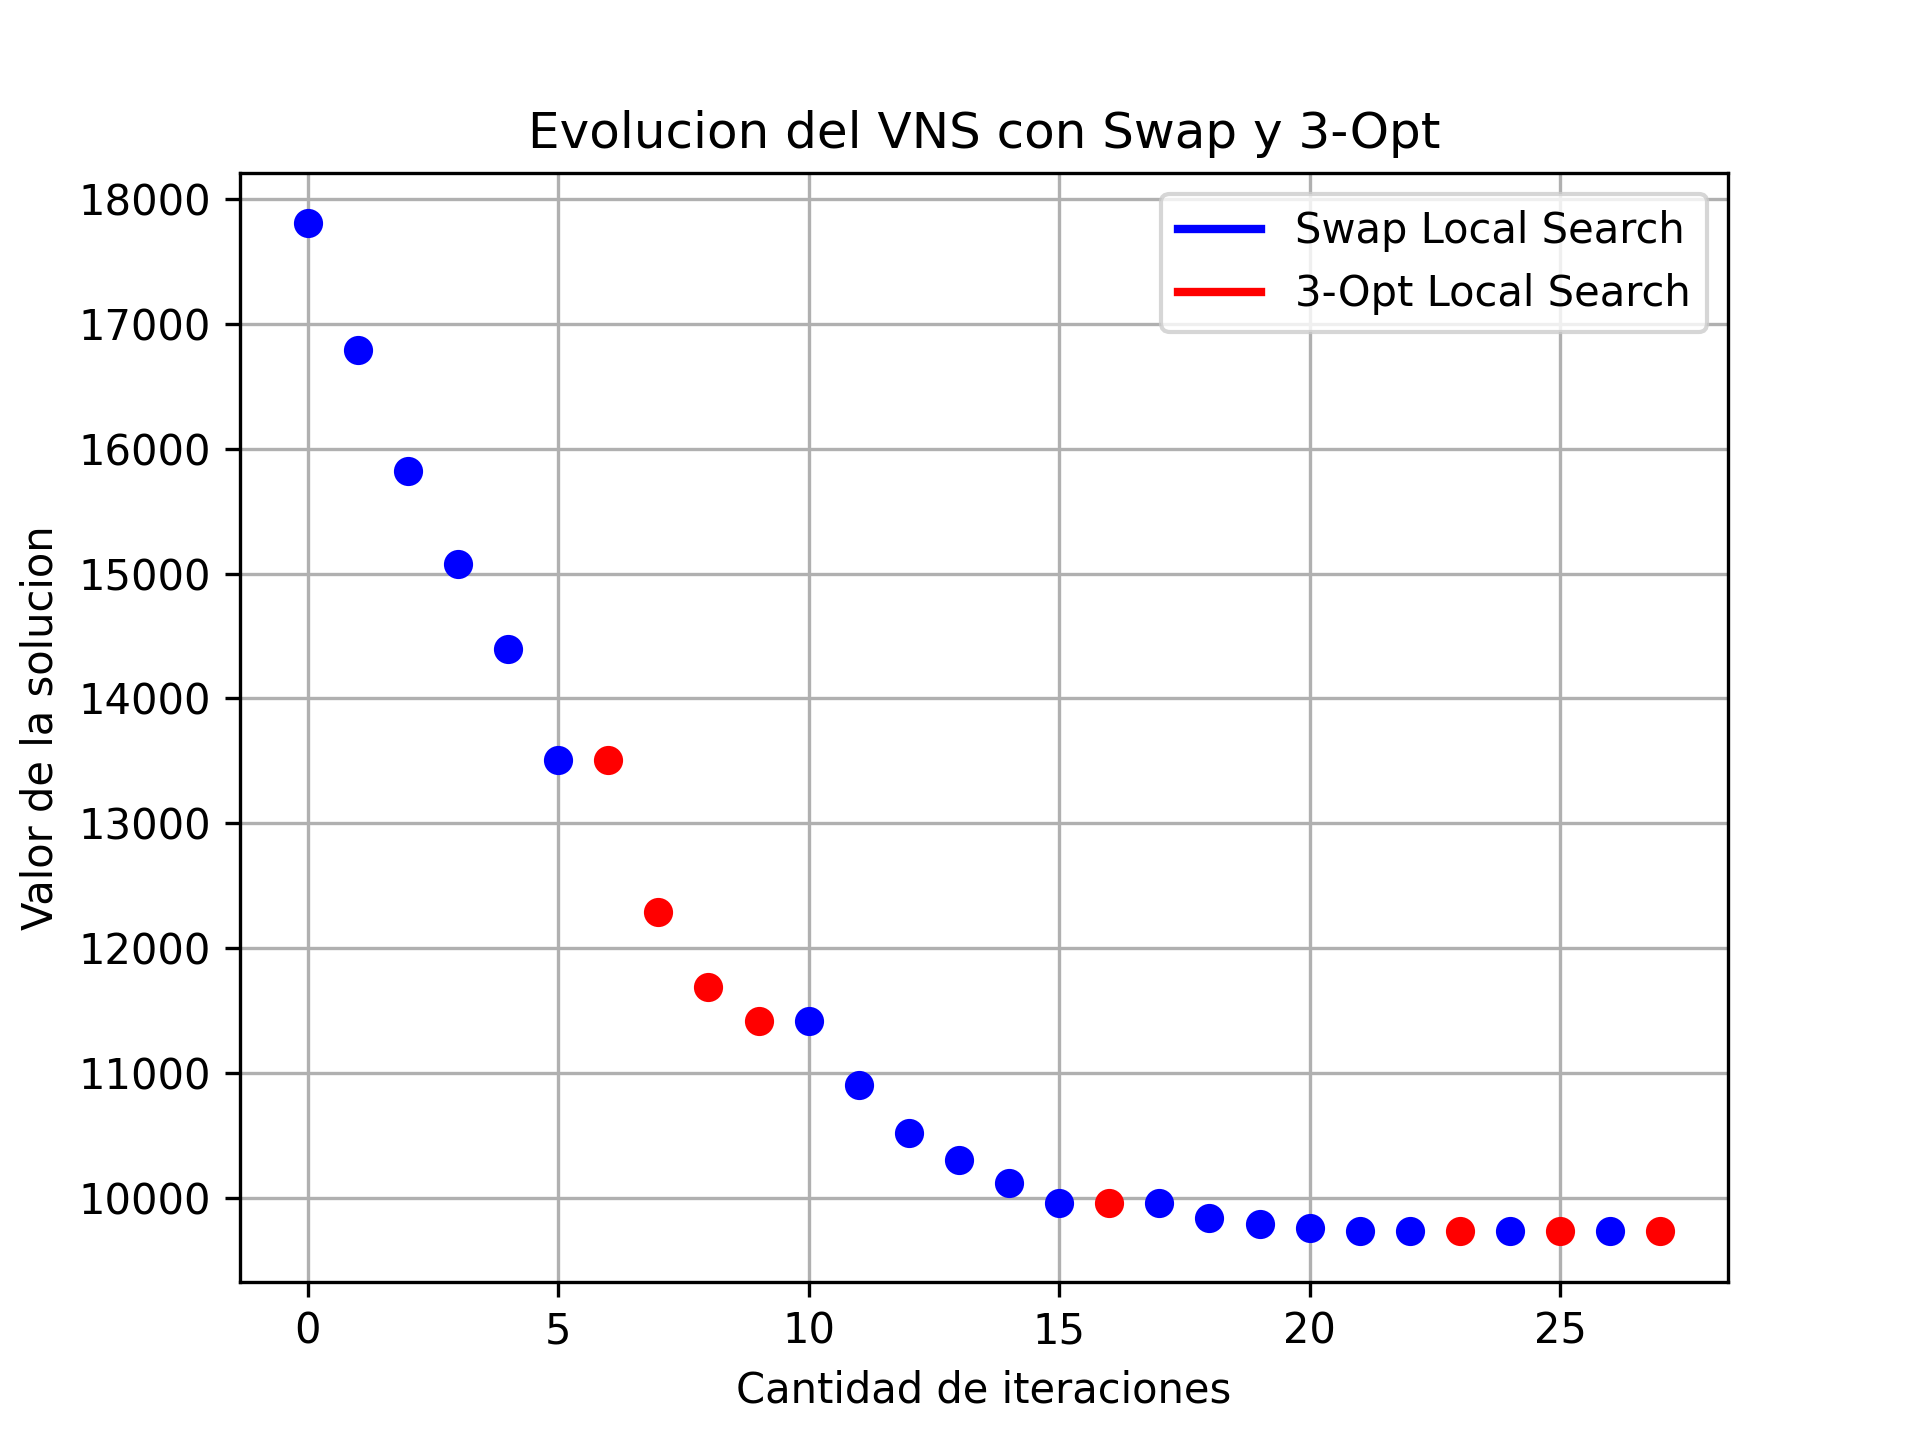 Evolucion del VNS con Swap y 3-Opt
Swap Local Search
3-Opt Local Search
Valor de la solucion
18000
17000
16000
15000
14000
13000
12000
11000
10000
0 5 10 15 20 25
Cantidad de iteraciones